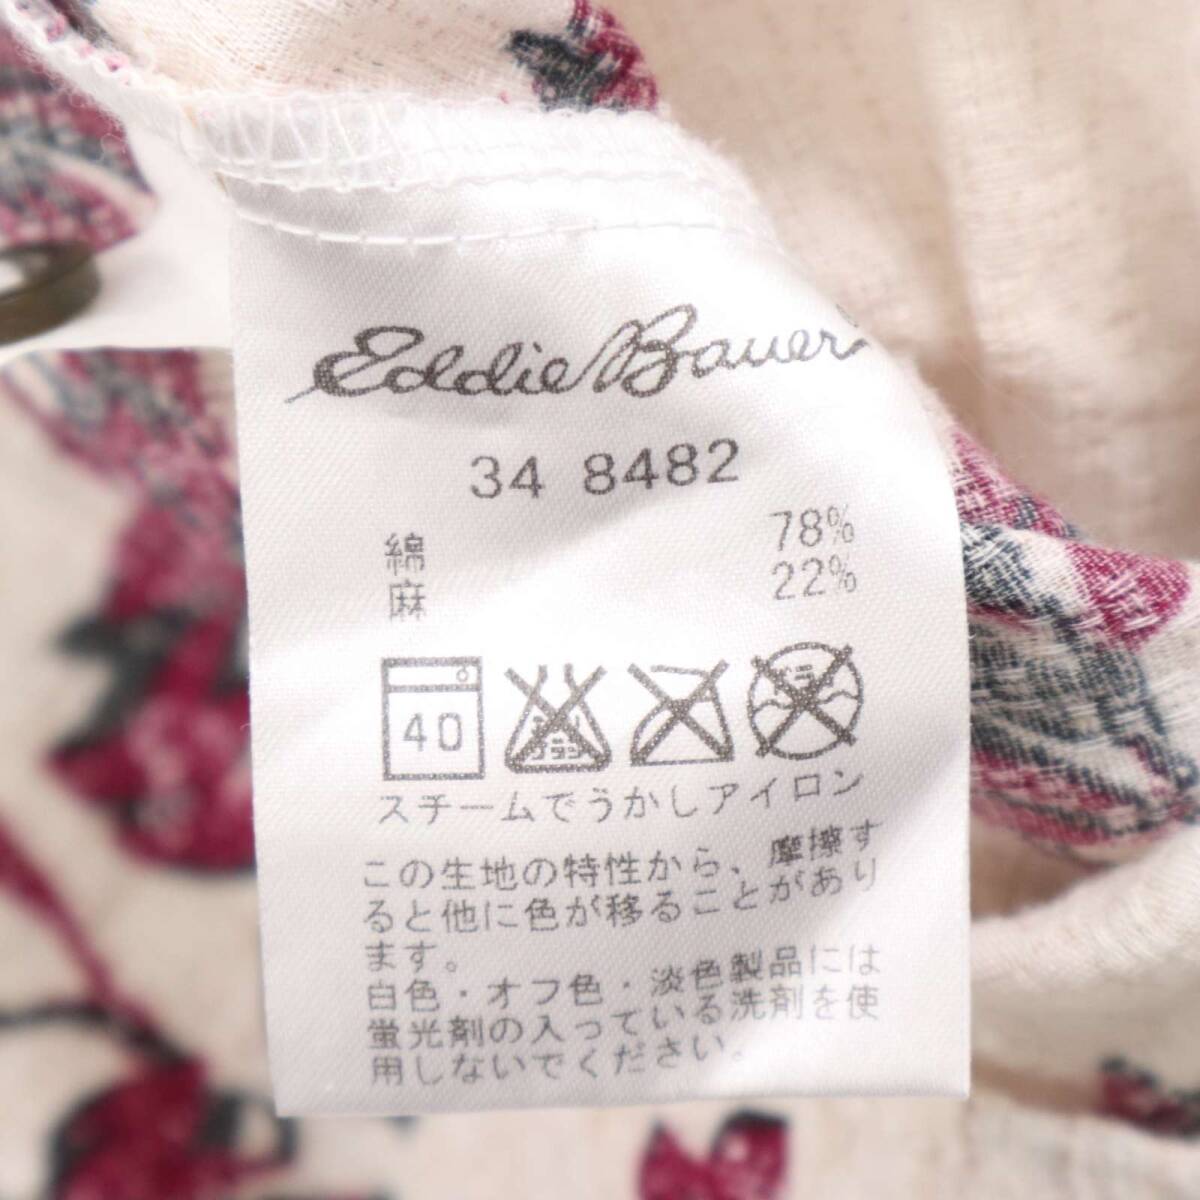 Eddie Bauer
34 8482
綿 78%
麻 22%
40
スチームでうかしアイロン
この生地の特性から、摩擦す
ると他に色が移ることがあり
ます。
白色・オフ色・淡色製品には
蛍光剤の入っている洗剤を使
用しないでください。